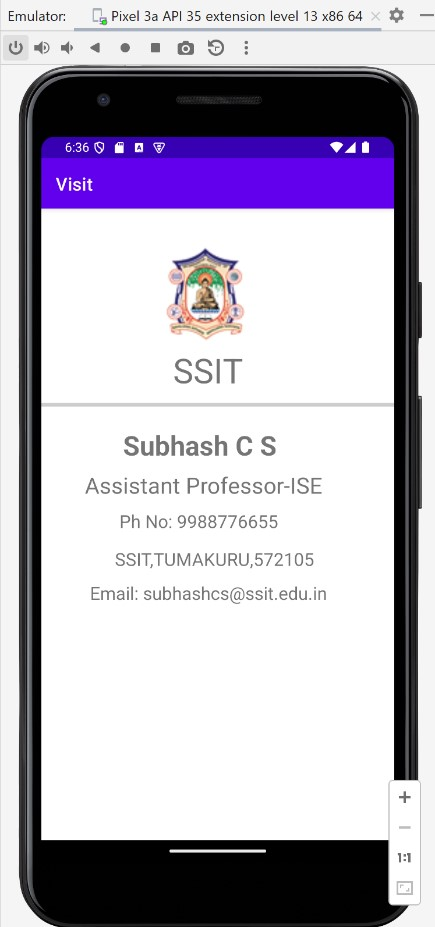 Emulator:
Pixel 3a API 35 extension level 13 x86 64
6:36
A
Visit
SSIT
Subhash C S
Assistant Professor-ISE
Ph No: 9988776655
SSIT,TUMAKURU,572105
Email: subhashcs@ssit.edu.in
1:1